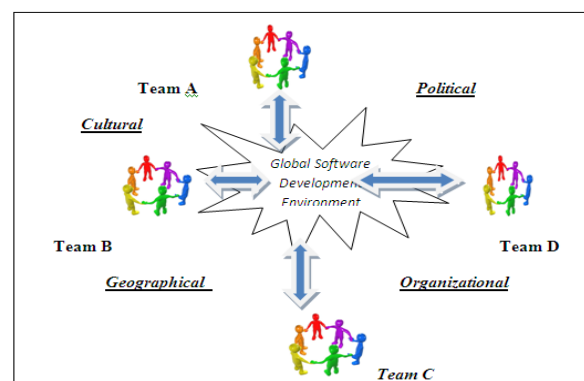 Team A
Political
Cultural
Global Software
Development
Environment
Team B
Team D
Geographical
Organizational
Team C